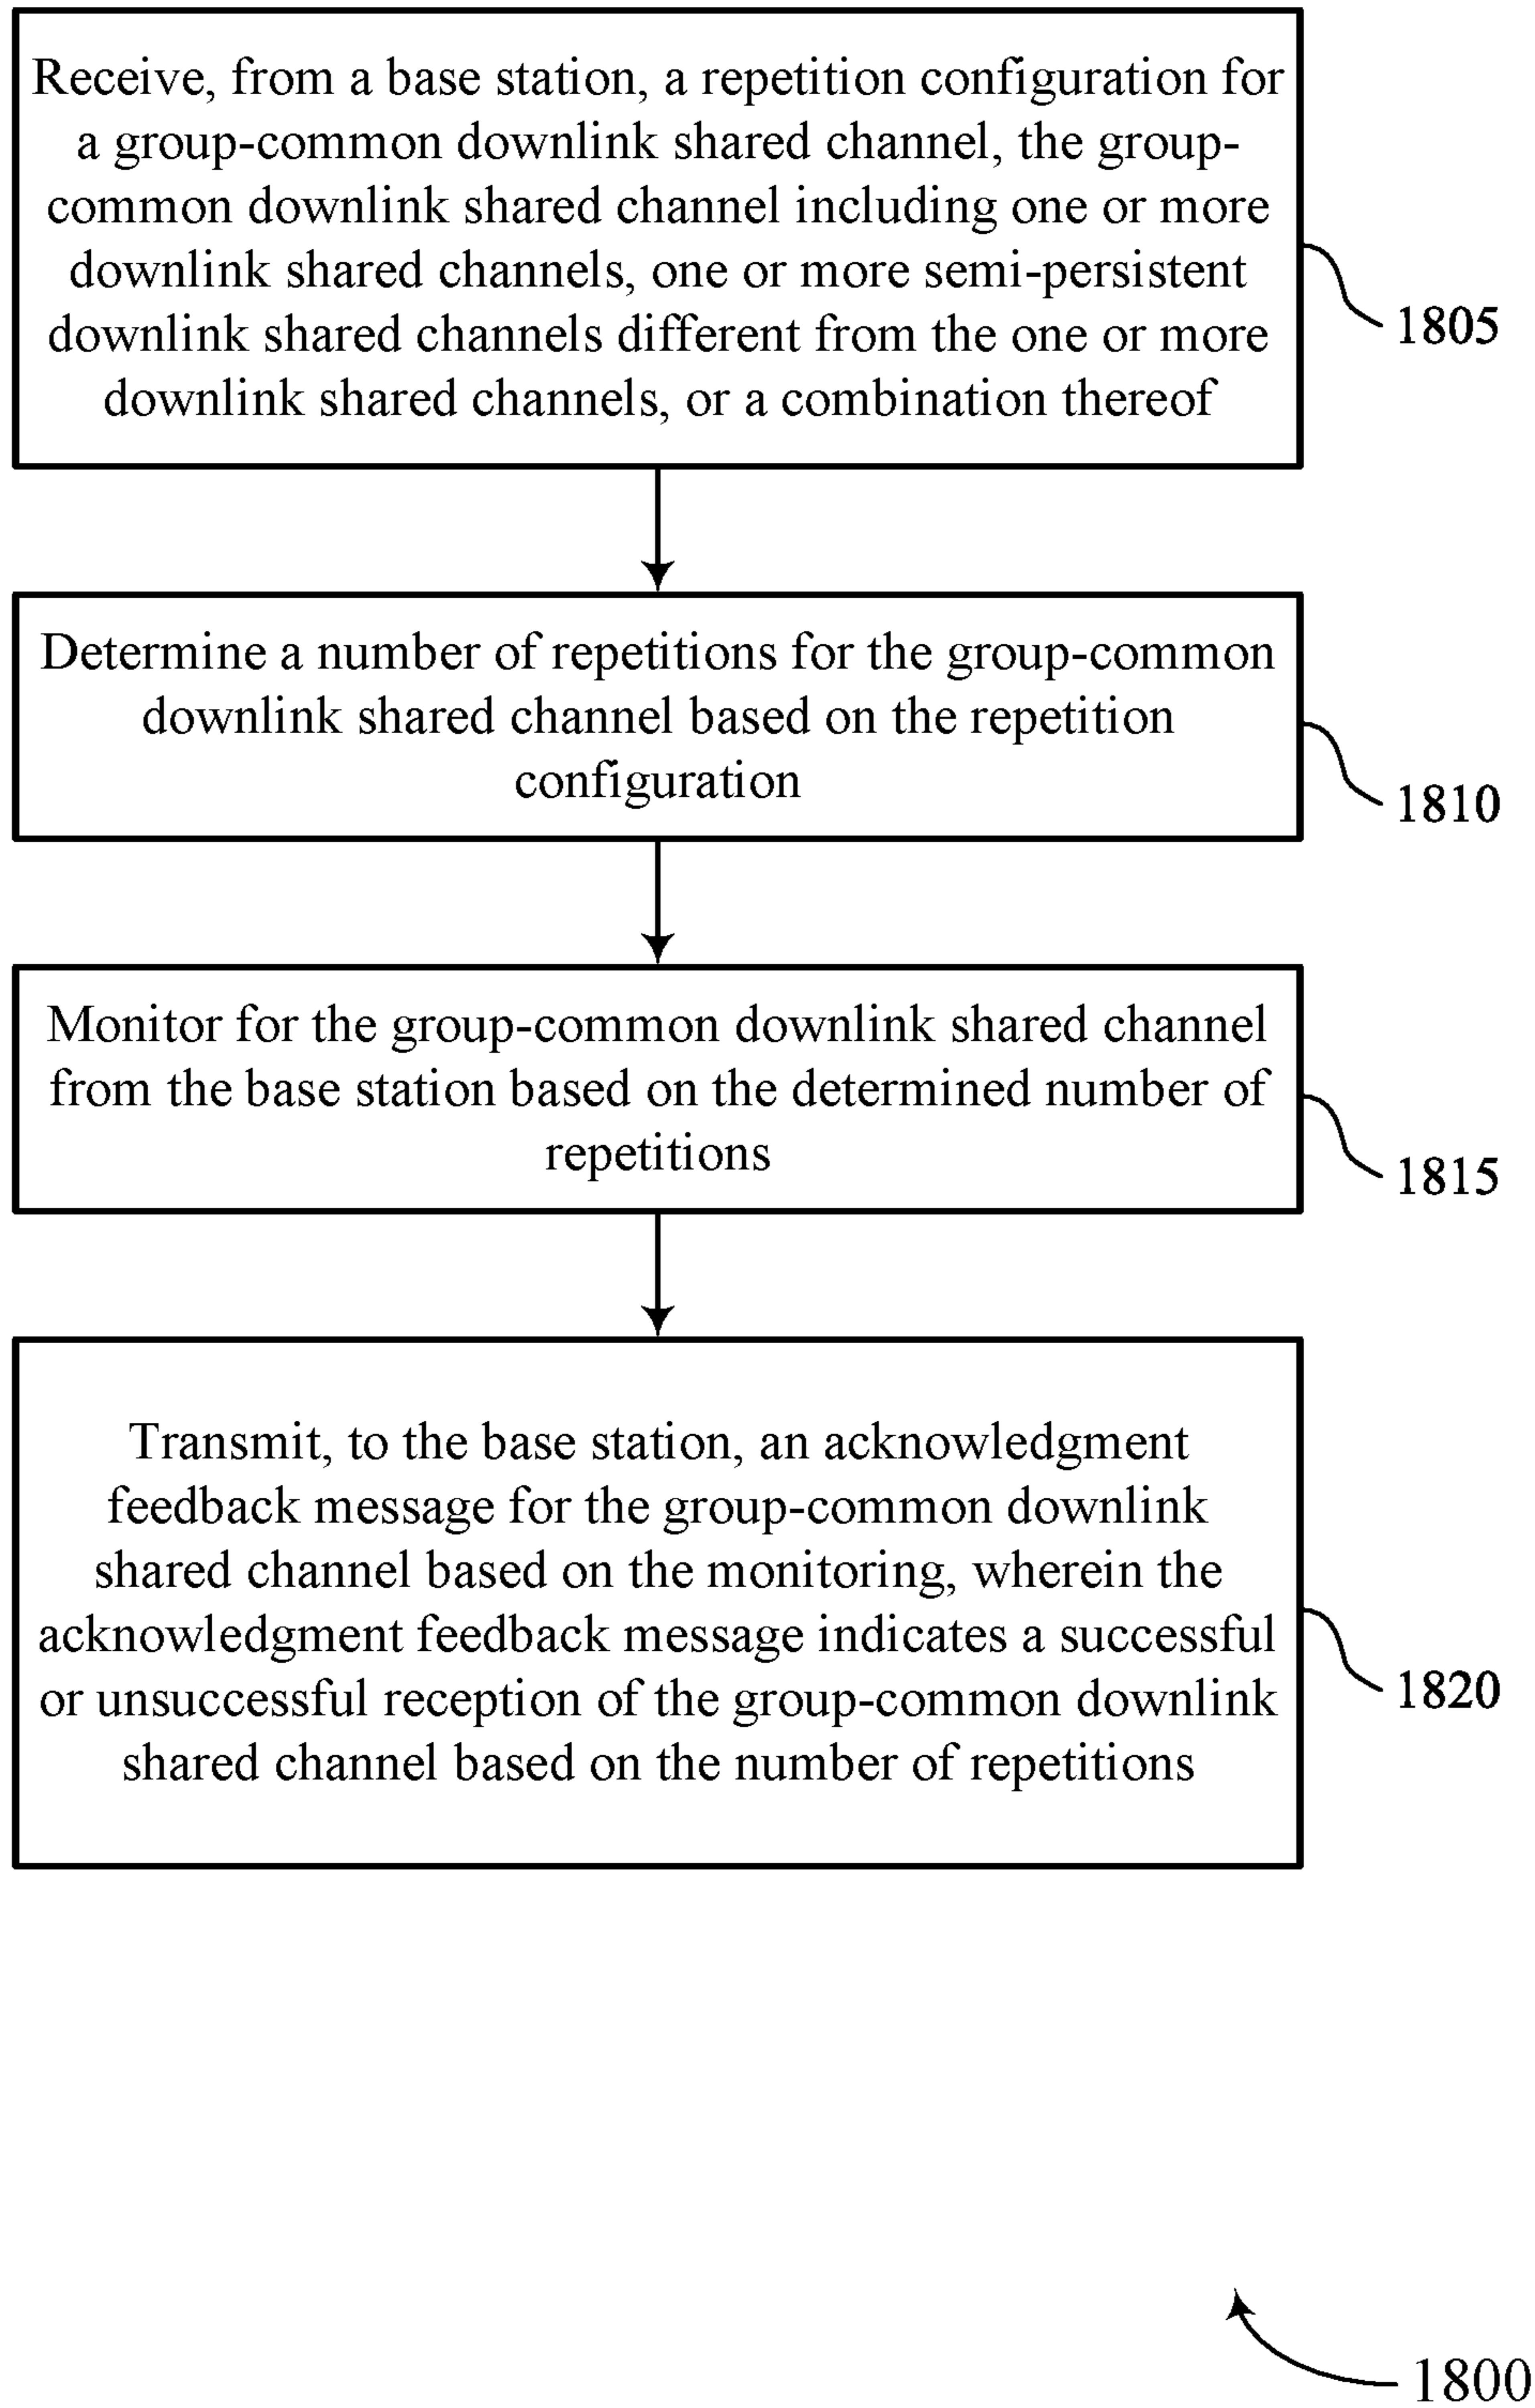 Receive, from a base station, a repetition configuration for
a group-common downlink shared channel, the group-
common downlink shared channel including one or more
downlink shared channels, one or more semi-persistent
downlink shared channels different from the one or more
downlink shared channels, or a combination thereof
1805
Determine a number of repetitions for the group-common
downlink shared channel based on the repetition
configuration
1810
Monitor for the group-common downlink shared channel
from the base station based on the determined number of
repetitions
1815
Transmit, to the base station, an acknowledgment
feedback message for the group-common downlink
shared channel based on the monitoring, wherein the
acknowledgment feedback message indicates a successful
or unsuccessful reception of the group-common downlink
shared channel based on the number of repetitions
1820
1800